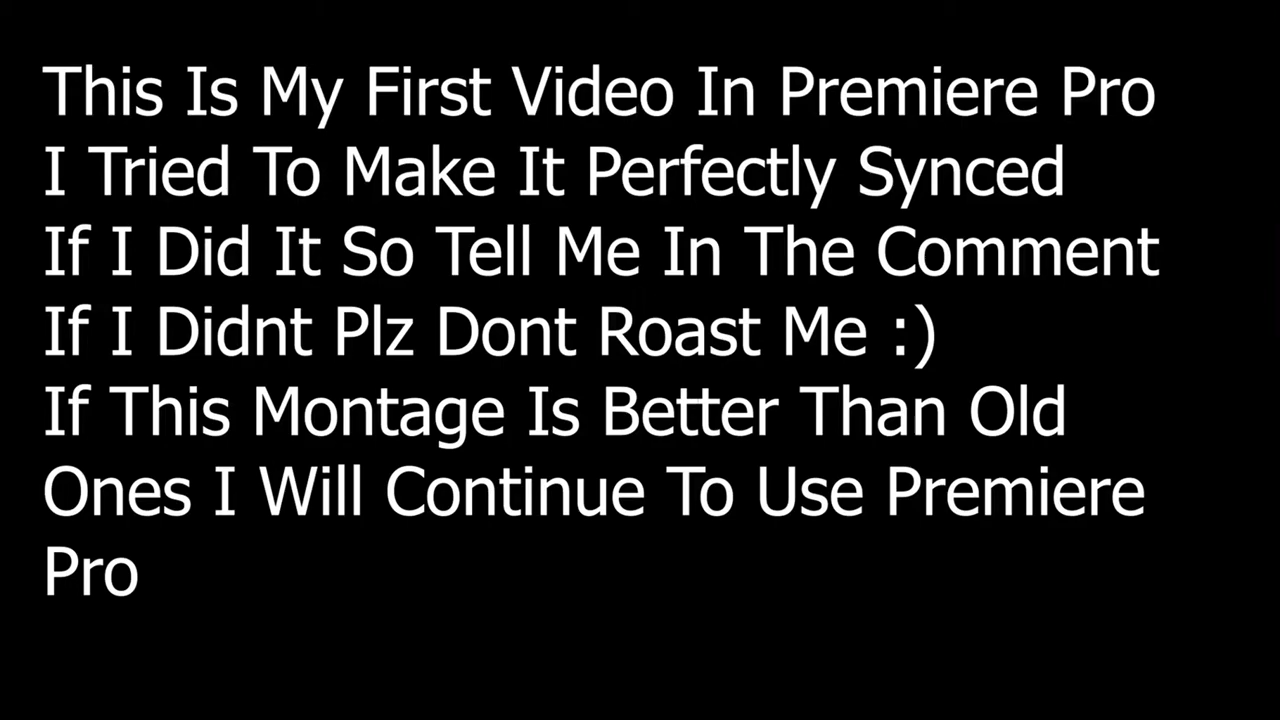 This Is My First Video In Premiere Pro
I Tried To Make It Perfectly Synced
If I Did It So Tell Me In The Comment
If I Didnt Plz Dont Roast Me :)
If This Montage Is Better Than Old
Ones I Will Continue To Use Premiere
Pro